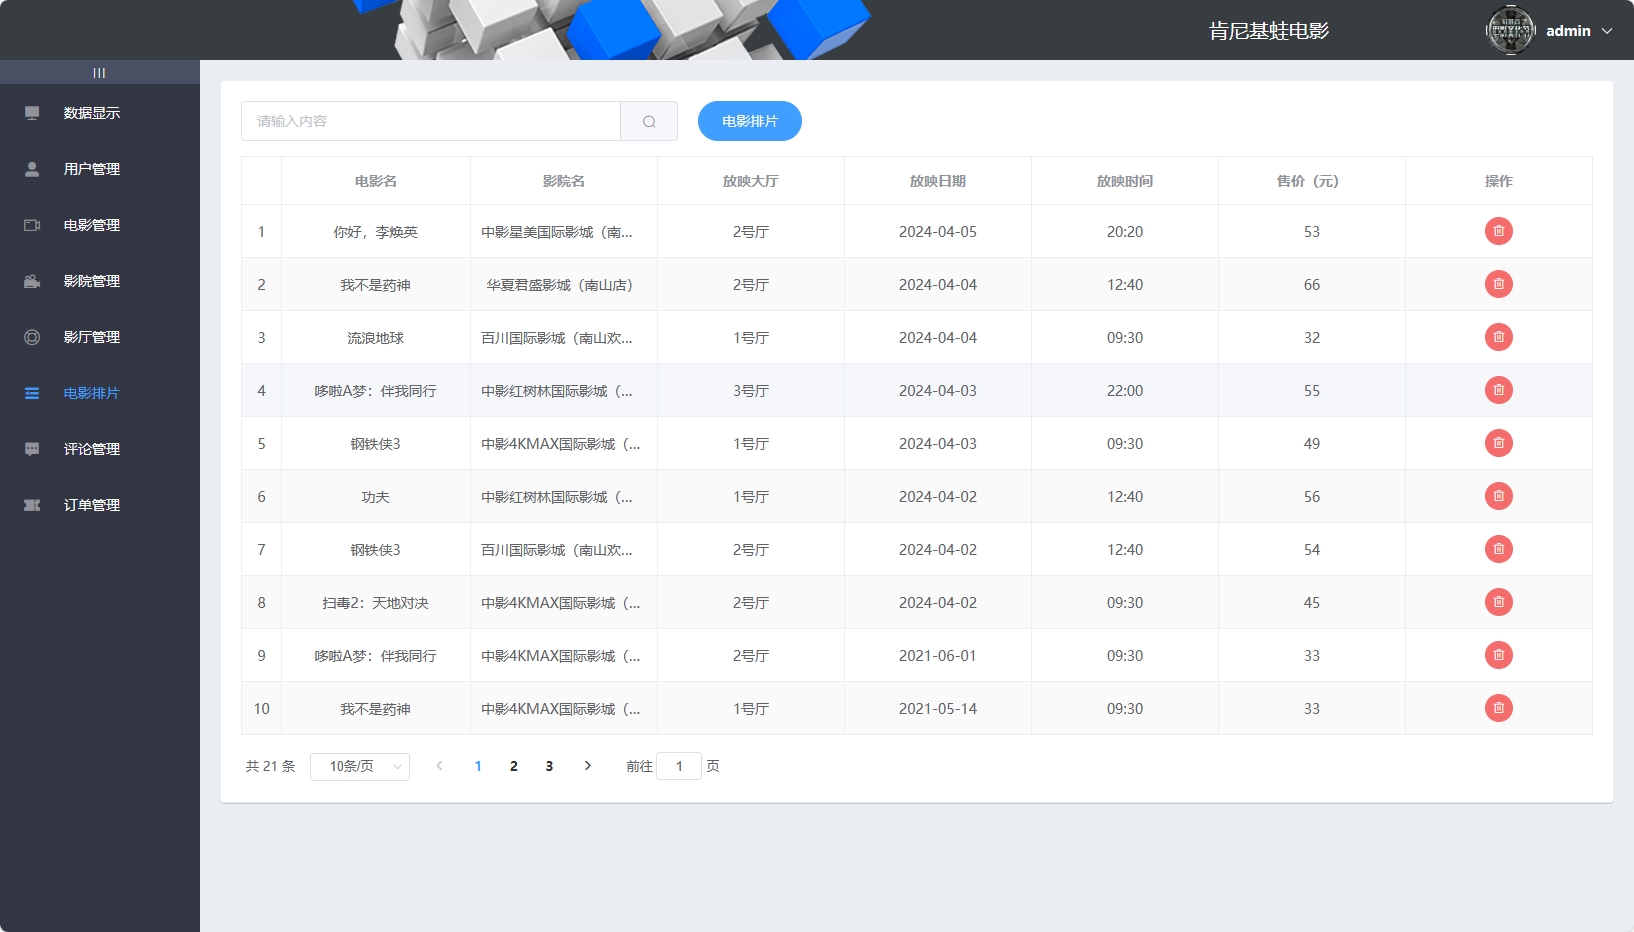 肯尼基蛙电影
admin
数据显示
用户管理
电影管理
影院管理
影厅管理
电影排片
评论管理
订单管理
请输入内容
电影排片
电影名 影院名 放映大厅 放映日期 放映时间 售价（元） 操作
1 你好，李焕英 中影星美国际影城（南... 2号厅 2024-04-05 20:20 53
2 我不是药神 华夏君盛影城（南山店） 2号厅 2024-04-04 12:40 66
3 流浪地球 百川国际影城（南山欢... 1号厅 2024-04-04 09:30 32
4 哆啦A梦：伴我同行 中影红树林国际影城（... 3号厅 2024-04-03 22:00 55
5 钢铁侠3 中影4KMAX国际影城（... 1号厅 2024-04-03 09:30 49
6 功夫 中影红树林国际影城（... 1号厅 2024-04-02 12:40 56
7 钢铁侠3 百川国际影城（南山欢... 2号厅 2024-04-02 12:40 54
8 扫毒2：天地对决 中影4KMAX国际影城（... 2号厅 2024-04-02 09:30 45
9 哆啦A梦：伴我同行 中影4KMAX国际影城（... 2号厅 2021-06-01 09:30 33
10 我不是药神 中影4KMAX国际影城（... 1号厅 2021-05-14 09:30 33
共 21 条 10条/页 1 2 3 前往 1 页